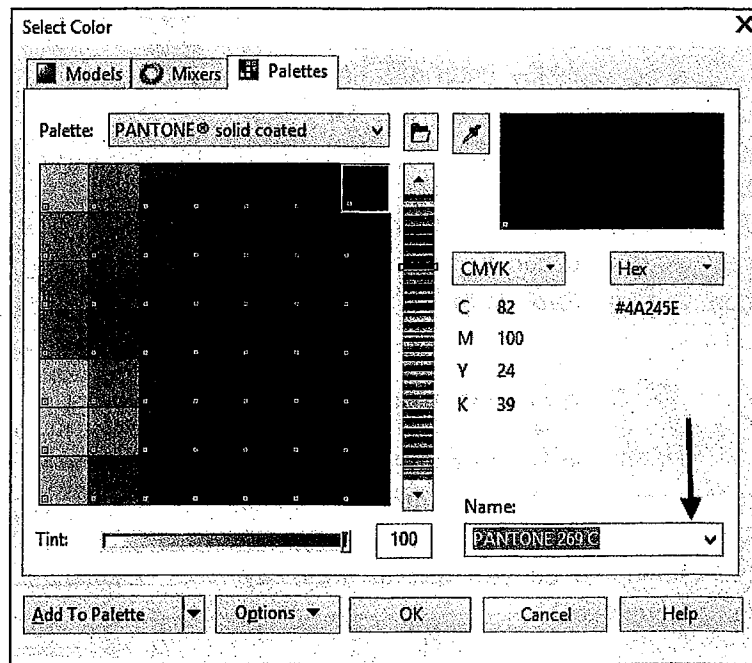 Select Color
Models Mixers Palettes
Palette: PANTONE® solid coated
CMYK Hex
C 82 #4A245E
M 100
Y 24
K 39
Name:
Tint: 100 PANTONE 269 C
Add To Palette Options OK Cancel Help